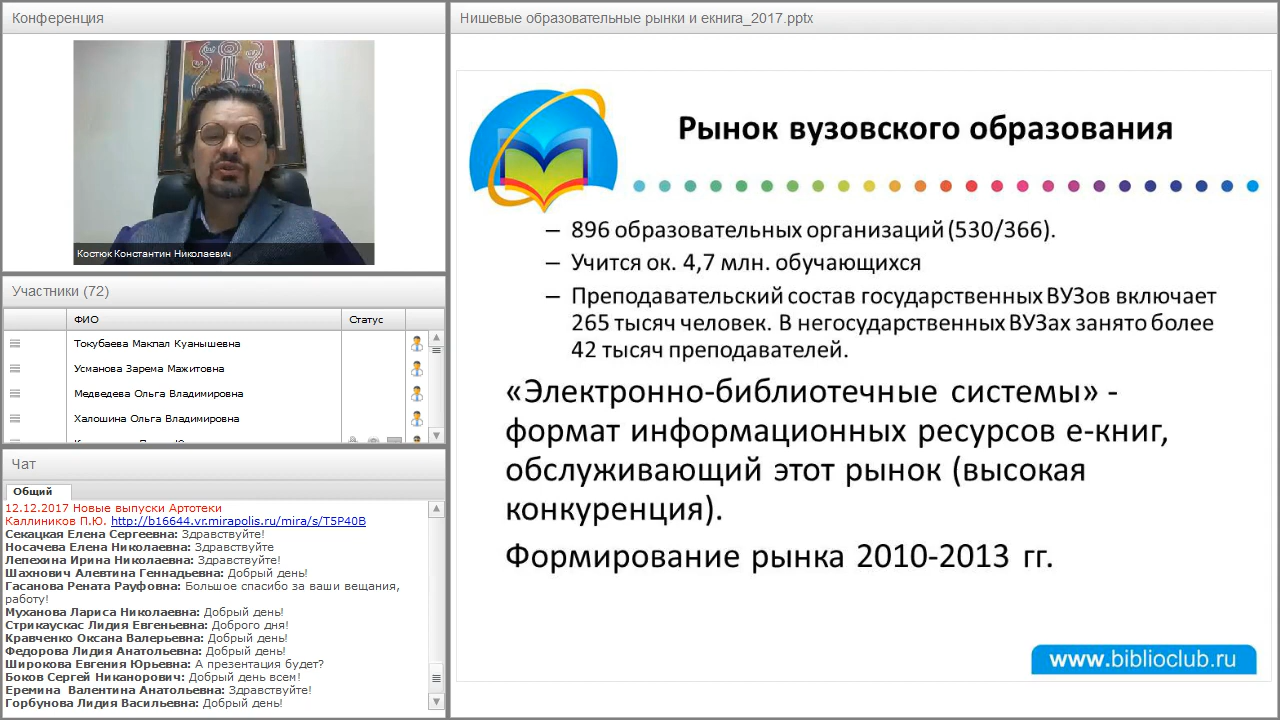 Конференция
Костюк Константин Николаевич
Участники (72)
ФИО
Статус
Токубаева Макпал Куанышевна
Усманова Зарема Мажитовна
Медведева Ольга Владимировна
Халошина Ольга Владимировна
Чат
Общий
12.12.2017 Новые выпуски Артотеки
Каллиников П.Ю. http://b16644.vr.mirapolis.ru/mira/s/T5P40B
Секацкая Елена Сергеевна: Здравствуйте!
Носачева Елена Николаевна: Здравствуйте
Лепехина Ирина Николаевна: Здравствуйте!
Шахнович Алевтина Геннадьевна: Добрый день!
Гасанова Рената Рауфовна: Большое спасибо за ваши вещания,
работу!
Муханова Лариса Николаевна: Добрый день!
Стрикаускас Лидия Евгеньевна: Доброго дня!
Кравченко Оксана Валерьевна: Добрый день!
Федорова Лидия Анатольевна: Добрый день!
Широкова Евгения Юрьевна: А презентация будет?
Боков Сергей Никанорович: Добрый день всем!
Еремина Валентина Анатольевна: Здравствуйте!
Горбунова Лидия Васильевна: Добрый день!
Нишевые образовательные рынки и екнига_2017.pptx
Рынок вузовского образования
– 896 образовательных организаций (530/366).
– Учится ок. 4,7 млн. обучающихся
– Преподавательский состав государственных ВУЗов включает
265 тысяч человек. В негосударственных ВУЗах занято более
42 тысяч преподавателей.
«Электронно-библиотечные системы» -
формат информационных ресурсов е-книг,
обслуживающий этот рынок (высокая
конкуренция).
Формирование рынка 2010-2013 гг.
www.biblioclub.ru